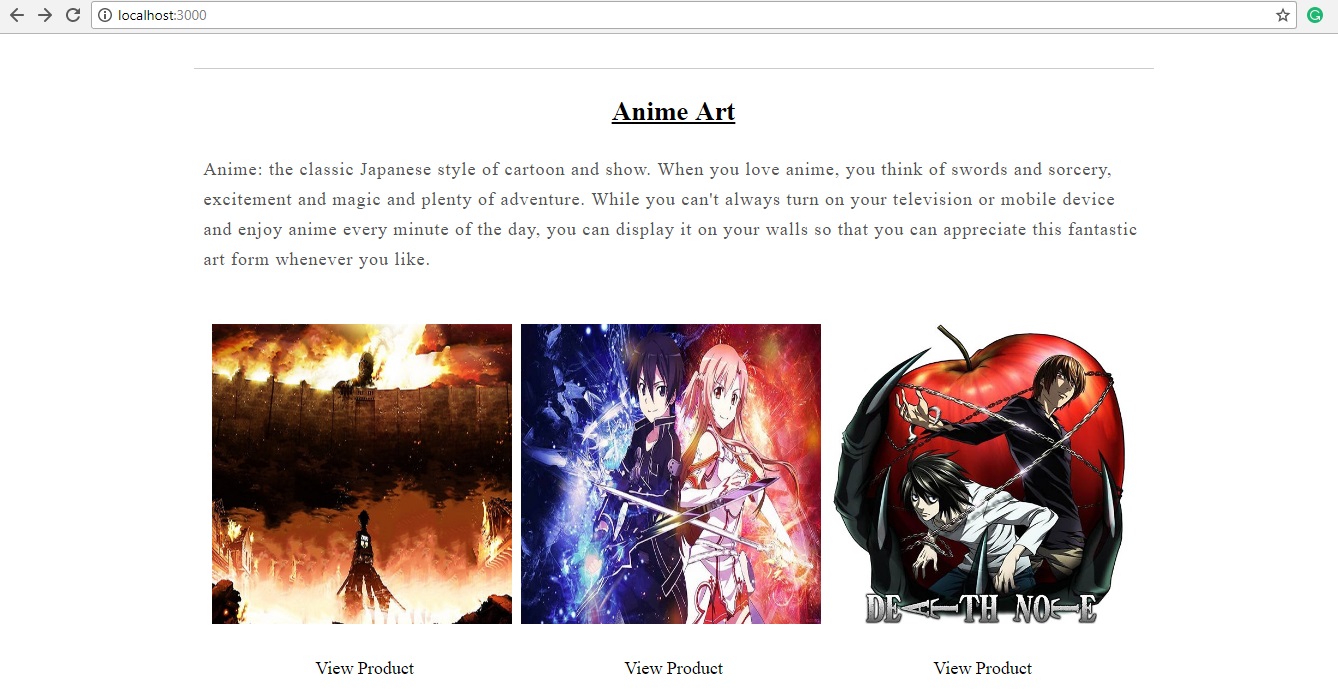 localhost:3000
Anime Art
Anime: the classic Japanese style of cartoon and show. When you love anime, you think of swords and sorcery,
excitement and magic and plenty of adventure. While you can't always turn on your television or mobile device
and enjoy anime every minute of the day, you can display it on your walls so that you can appreciate this fantastic
art form whenever you like.
DEATH NOTE
View Product View Product View Product